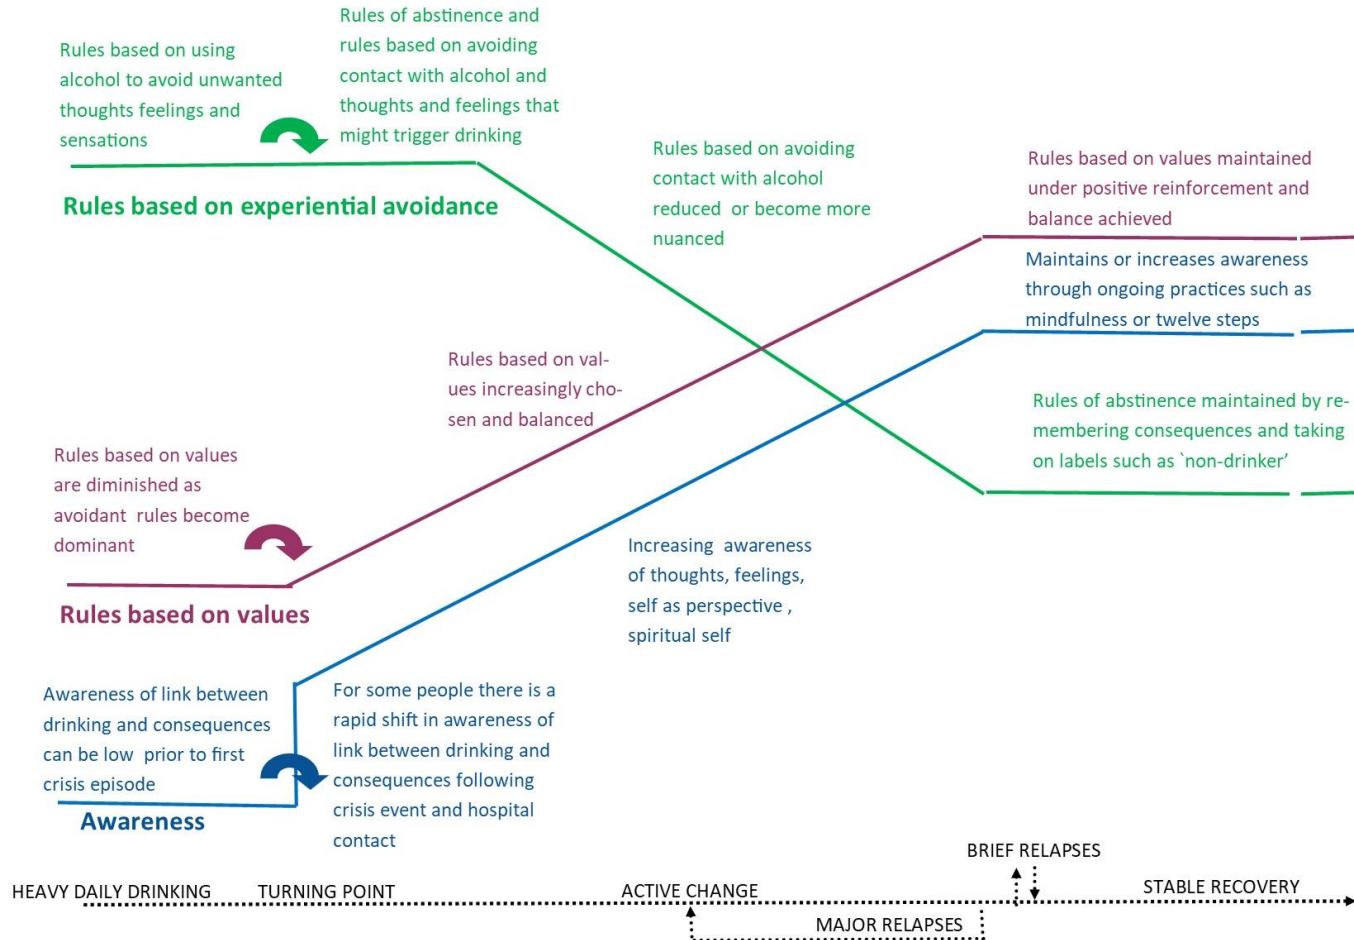 Rules based on using
alcohol to avoid unwanted
thoughts feelings and
sensations
Rules of abstinence and
rules based on avoiding
contact with alcohol and
thoughts and feelings that
might trigger drinking
Rules based on experiential avoidance
Rules based on avoiding
contact with alcohol
reduced or become more
nuanced
Rules based on values maintained
under positive reinforcement and
balance achieved
Maintains or increases awareness
through ongoing practices such as
mindfulness or twelve steps
Rules based on val-
ues increasingly cho-
sen and balanced
Rules of abstinence maintained by re-
membering consequences and taking
on labels such as `non-drinker’
Rules based on values
are diminished as
avoidant rules become
dominant
Rules based on values
Increasing awareness
of thoughts, feelings,
self as perspective ,
spiritual self
Awareness of link between
drinking and consequences
can be low prior to first
crisis episode
Awareness
For some people there is a
rapid shift in awareness of
link between drinking and
consequences following
crisis event and hospital
contact
BRIEF RELAPSES
HEAVY DAILY DRINKING TURNING POINT ACTIVE CHANGE STABLE RECOVERY
MAJOR RELAPSES